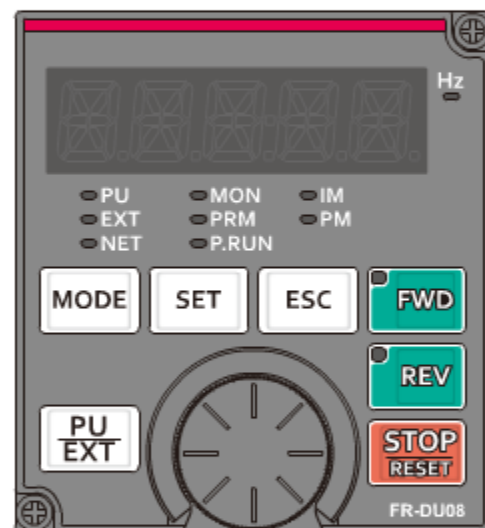 Hz
PU MON IM
EXT PRM PM
NET P.RUN
MODE SET ESC FWD
REV
PU
EXT
STOP
RESET
FR-DU08